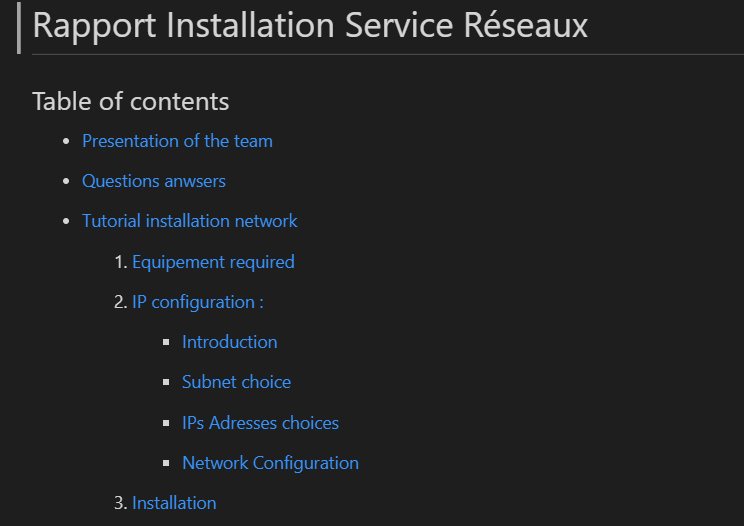 Rapport Installation Service Réseaux
Table of contents
• Presentation of the team
• Questions anwsers
• Tutorial installation network
1. Equipement required
2. IP configuration :
▪ Introduction
▪ Subnet choice
▪ IPs Adresses choices
▪ Network Configuration
3. Installation